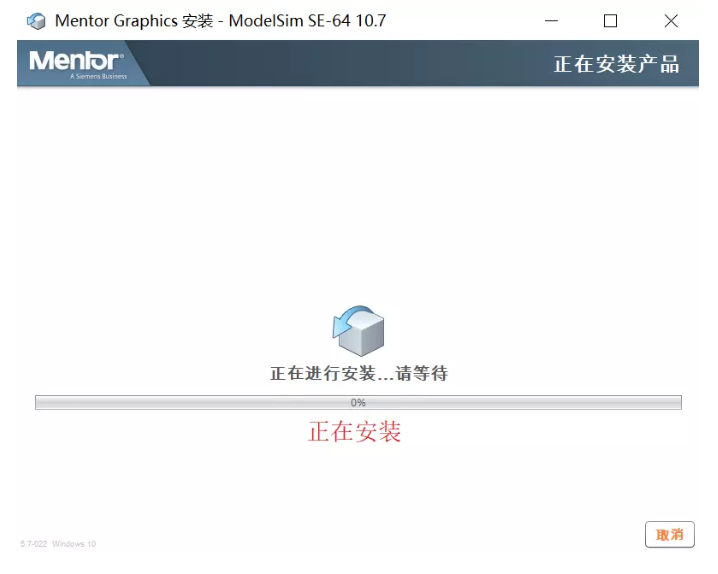 Mentor Graphics 安装 - ModelSim SE-64 10.7
Mentor
A Siemens Business
正在安装产品
正在进行安装...请等待
0%
正在安装
取消
5.7-022 Windows 10